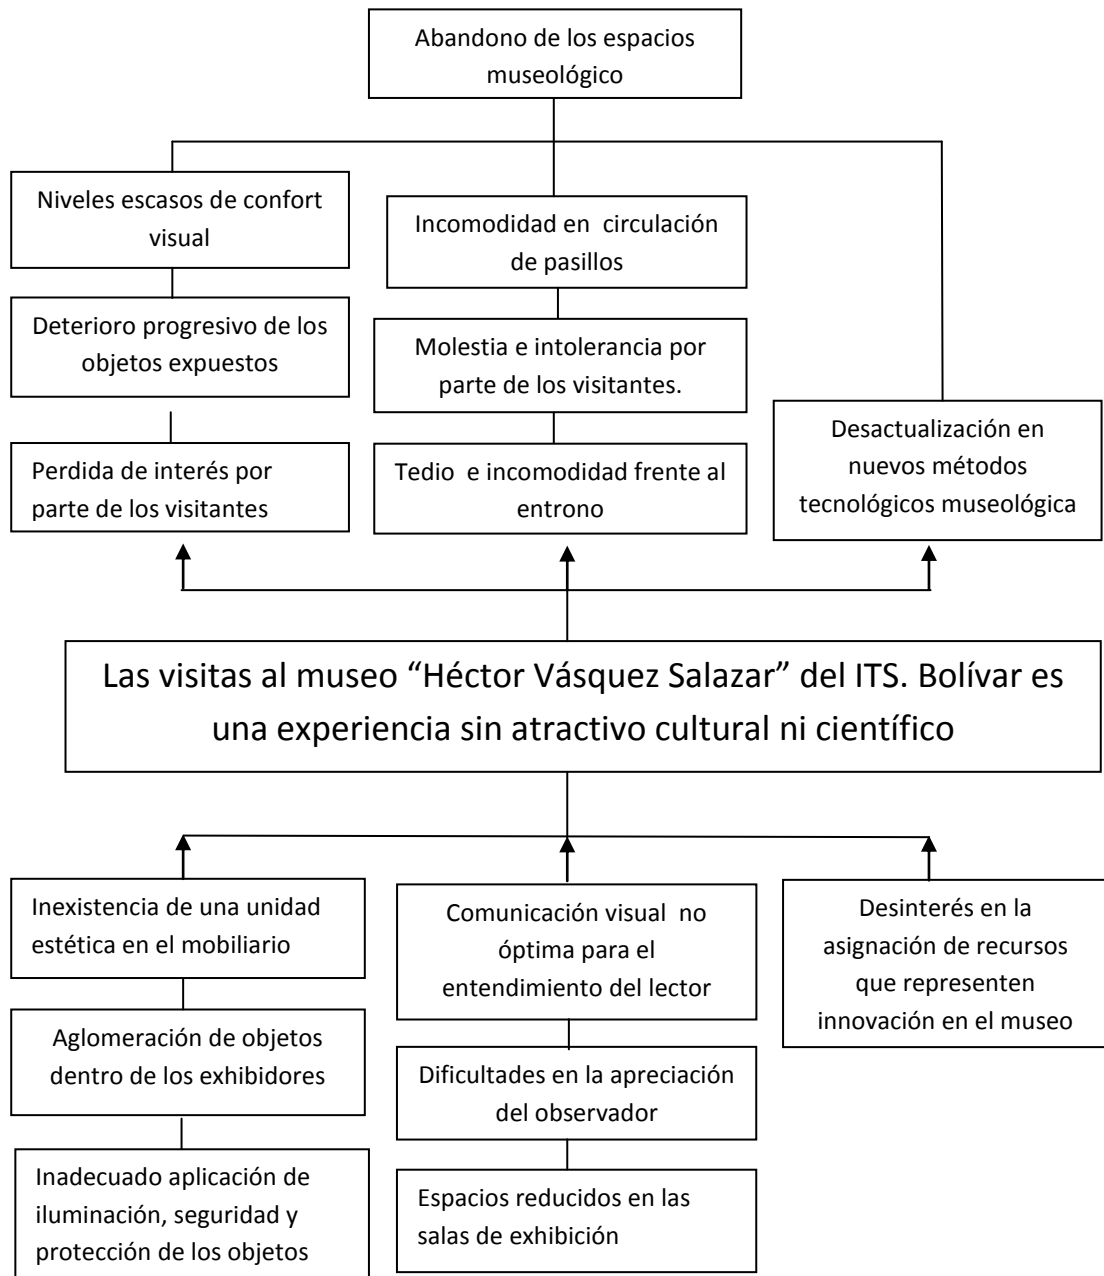 Abandono de los espacios
museológico
Niveles escasos de confort
visual
Deterioro progresivo de los
objetos expuestos
Perdida de interés por
parte de los visitantes
Incomodidad en circulación
de pasillos
Molestia e intolerancia por
parte de los visitantes.
Tedio e incomodidad frente al
entrono
Desactualización en
nuevos métodos
tecnológicos museológica
Las visitas al museo “Héctor Vásquez Salazar” del ITS. Bolívar es
una experiencia sin atractivo cultural ni científico
Inexistencia de una unidad
estética en el mobiliario
Aglomeración de objetos
dentro de los exhibidores
Inadecuado aplicación de
iluminación, seguridad y
protección de los objetos
Comunicación visual no
óptima para el
entendimiento del lector
Dificultades en la apreciación
del observador
Espacios reducidos en las
salas de exhibición
Desinterés en la
asignación de recursos
que representen
innovación en el museo